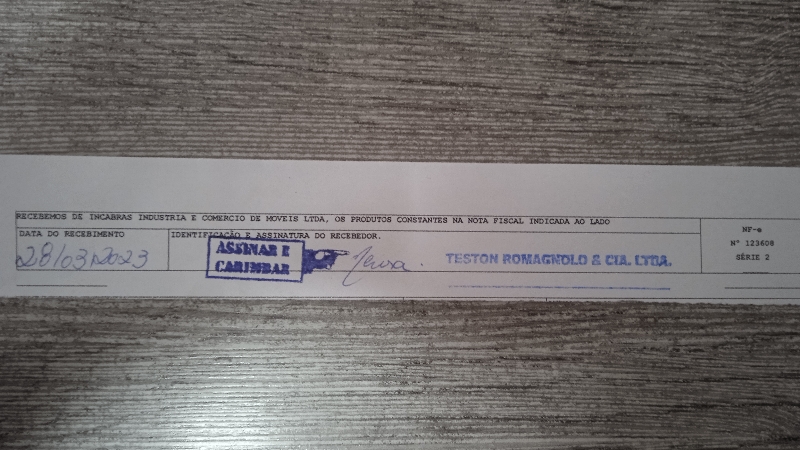 RECEBEMOS DE INCABRAS INDUSTRIA E COMERCIO DE MOVEIS LTDA, OS PRODUTOS CONSTANTES NA NOTA FISCAL INDICADA AO LADO
DATA DO RECEBIMENTO
28/03/2023
IDENTIFICAÇÃO E ASSINATURA DO RECEBEDOR.
ASSINAR E
CARIMBAR
TESTON ROMAGNOLO & CIA. LTDA.
NF-e
Nº 123608
SÉRIE 2